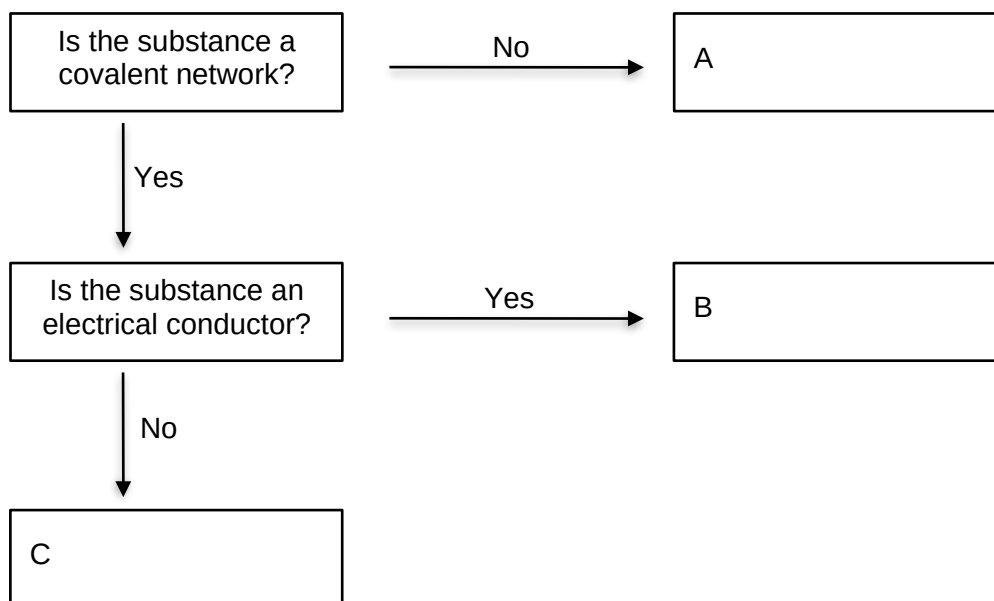 Is the substance a
covalent network?
No
A
Yes
Is the substance an
electrical conductor?
Yes
B
No
C